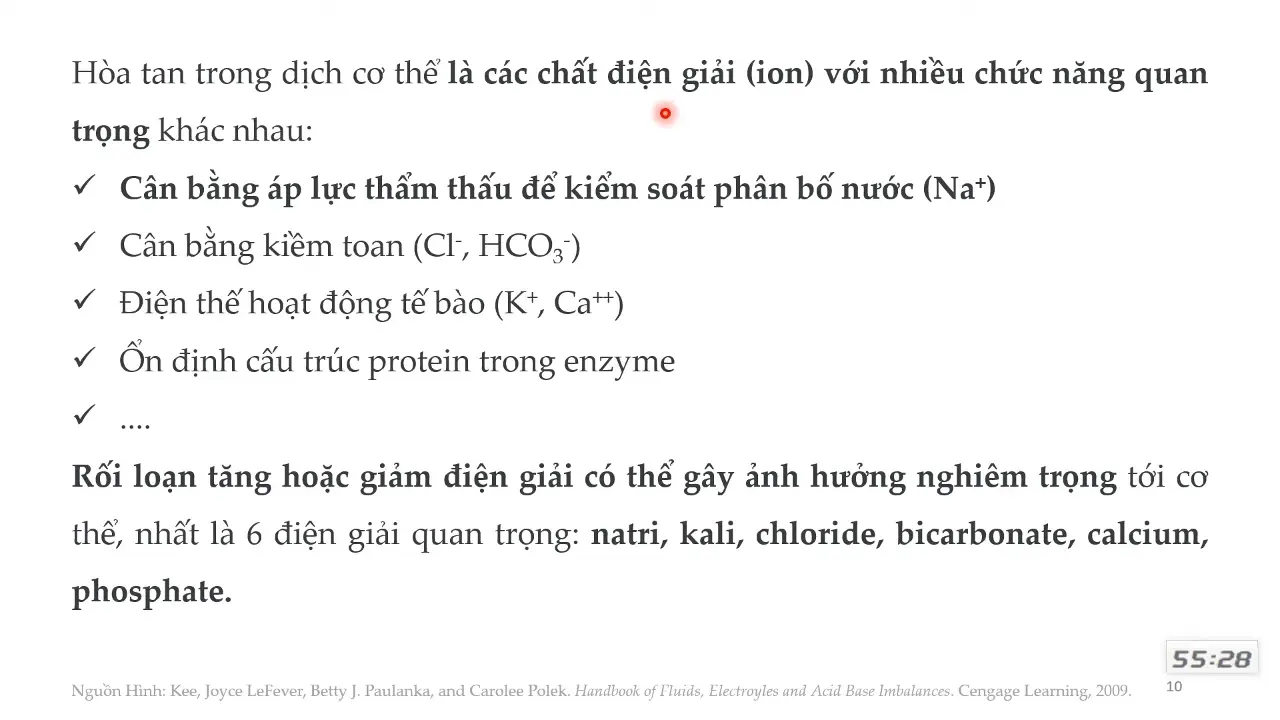 Hòa tan trong dịch cơ thể là các chất điện giải (ion) với nhiều chức năng quan
trọng khác nhau:
✓ Cân bằng áp lực thẩm thấu để kiểm soát phân bố nước (Na⁺)
✓ Cân bằng kiềm toan (Cl⁻, HCO₃⁻)
✓ Điện thế hoạt động tế bào (K⁺, Ca⁺⁺)
✓ Ổn định cấu trúc protein trong enzyme
✓ ....
Rối loạn tăng hoặc giảm điện giải có thể gây ảnh hưởng nghiêm trọng tới cơ
thể, nhất là 6 điện giải quan trọng: natri, kali, chloride, bicarbonate, calcium,
phosphate.
55:28
Nguồn Hình: Kee, Joyce LeFever, Betty J. Paulanka, and Carolee Polek. Handbook of Fluids, Electroyles and Acid Base Imbalances. Cengage Learning, 2009.
10